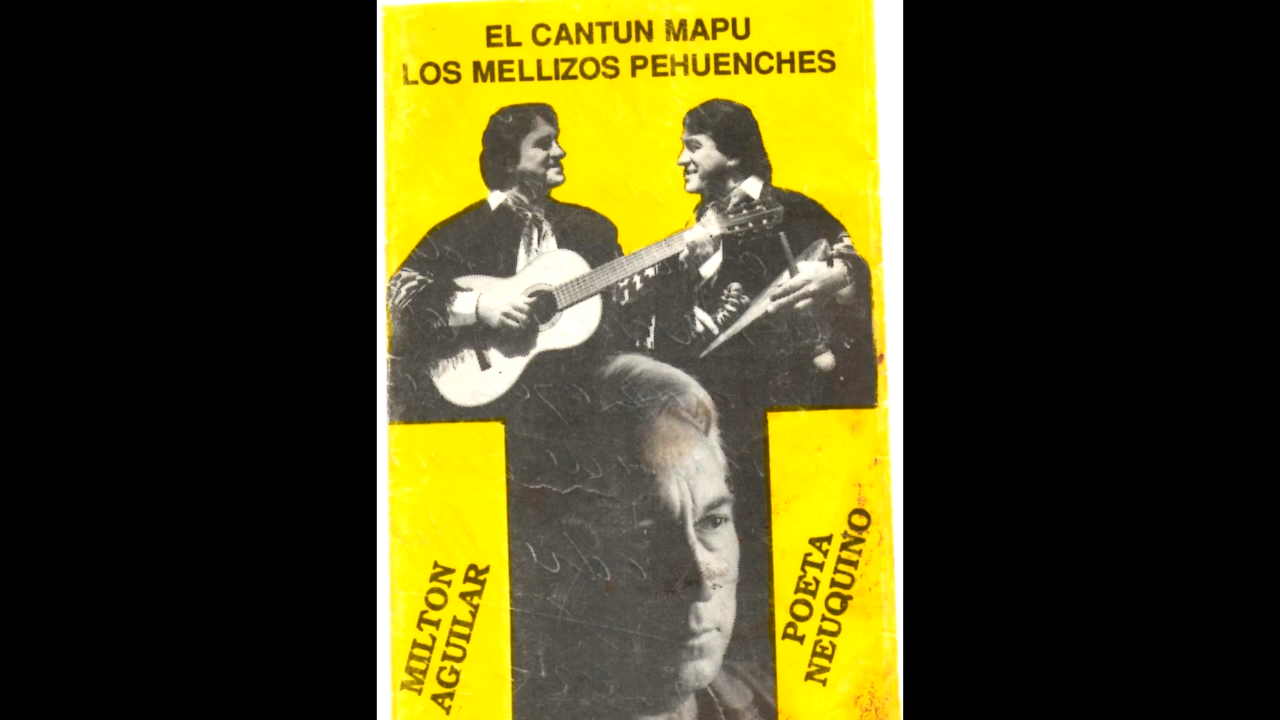 EL CANTUN MAPU
LOS MELLIZOS PEHUENCHES
MILTON
AGUILAR
POETA
NEUQUINO